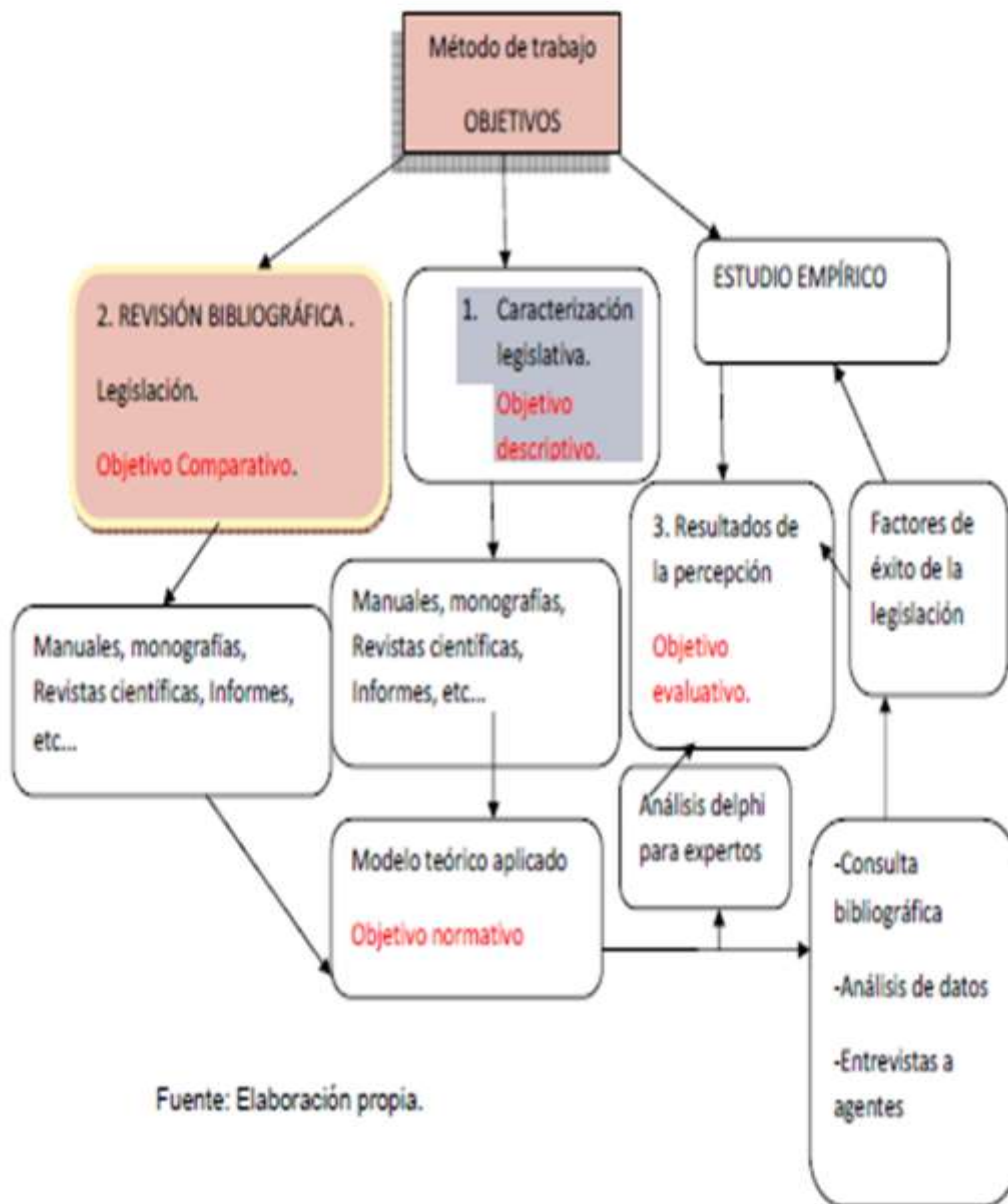 Método de trabajo
OBJETIVOS
2. REVISIÓN BIBLIOGRÁFICA .
Legislación.
Objetivo Comparativo.
1. Caracterización
legislativa.
Objetivo
descriptivo.
ESTUDIO EMPÍRICO
Manuales, monografías,
Revistas científicas, Informes,
etc...
Manuales, monografías,
Revistas científicas,
Informes, etc...
3. Resultados de
la percepción
Objetivo
evaluativo.
Factores de
éxito de la
legislación
Modelo teórico aplicado
Objetivo normativo
Análisis delphi
para expertos
-Consulta
bibliográfica
-Análisis de datos
-Entrevistas a
agentes
Fuente: Elaboración propia.